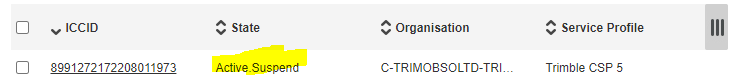 ICCID State Organisation Service Profile
8991272172208011973 Active.Suspend C-TRIMOBSOLTD-TRI... Trimble CSP 5